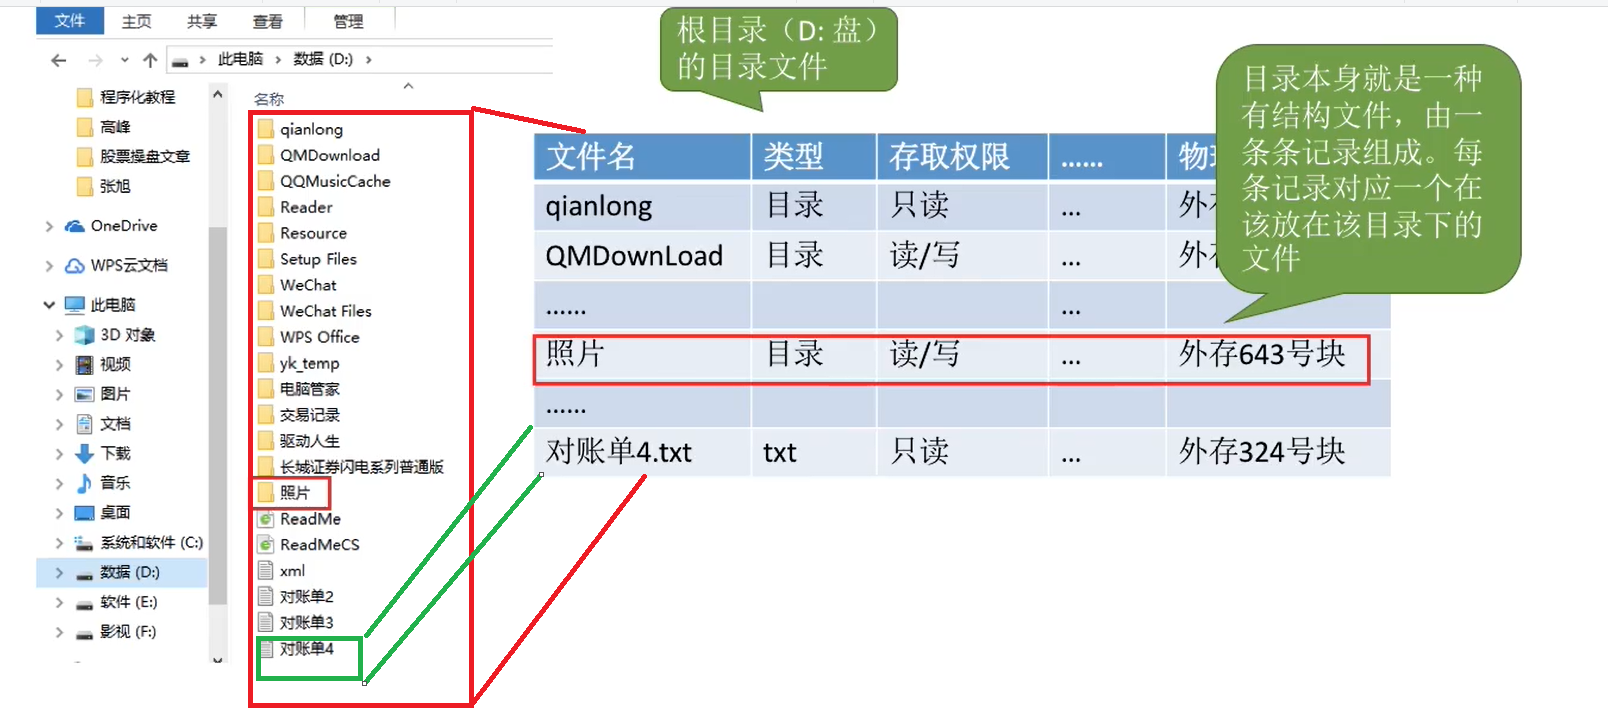 文件 主页 共享 查看 管理
此电脑 数据 (D:)
程序化教程
高峰
股票操盘文章
张旭
OneDrive
WPS云文档
此电脑
3D 对象
视频
图片
文档
下载
音乐
桌面
系统和软件 (C:)
数据 (D:)
软件 (E:)
影视 (F:)
名称
qianlong
QMDownload
QQMusicCache
Reader
Resource
Setup Files
WeChat
WeChat Files
WPS Office
yk_temp
电脑管家
交易记录
驱动人生
长城证券闪电系列普通版
照片
ReadMe
ReadMeCS
xml
对账单2
对账单3
对账单4
根目录（D: 盘）
的目录文件
文件名 类型 存取权限 ...... 物
qianlong 目录 只读 ... 外
QMDownLoad 目录 读/写 ... 外
...... ...
照片 目录 读/写 ... 外存643号块
......
对账单4.txt txt 只读 ... 外存324号块
目录本身就是一种
有结构文件，由一
条条记录组成。每
条记录对应一个在
该放在该目录下的
文件